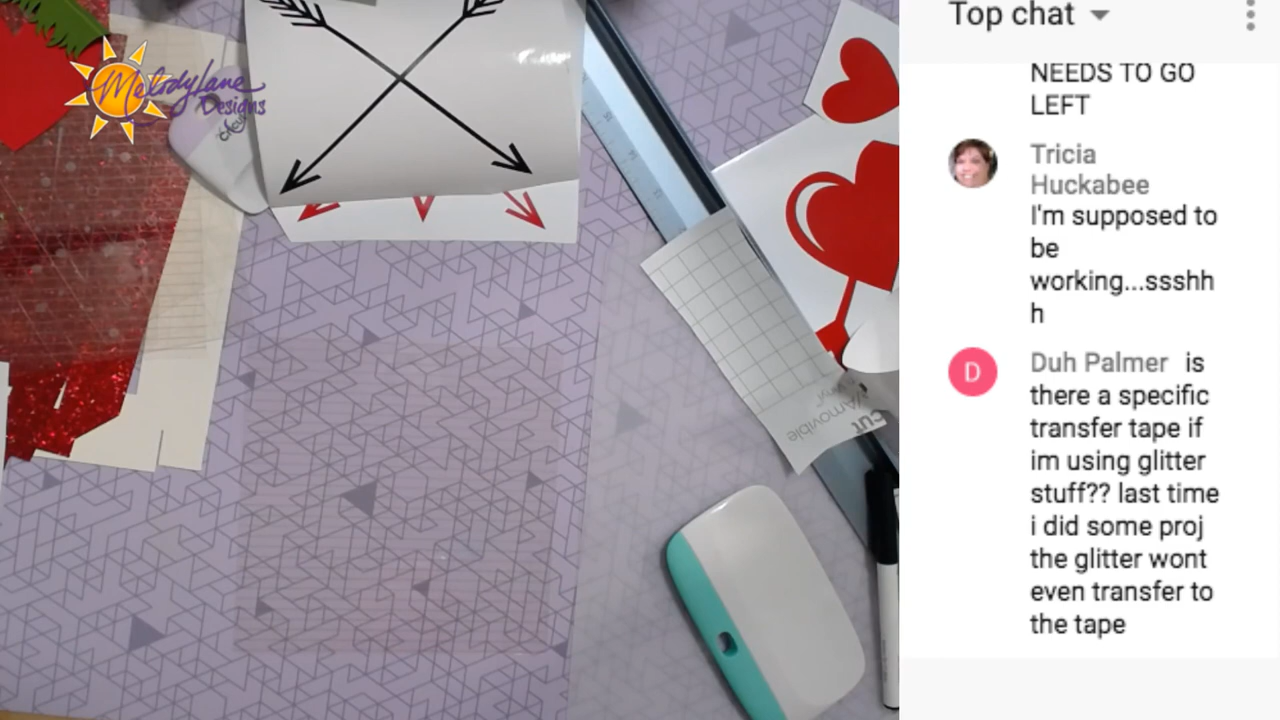 MelodyLane
Designs
Top chat
NEEDS TO GO
LEFT
Tricia
Huckabee
I'm supposed to
be
working...ssshh
h
Duh Palmer is
there a specific
transfer tape if
im using glitter
stuff?? last time
i did some proj
the glitter wont
even transfer to
the tape
cut
movible